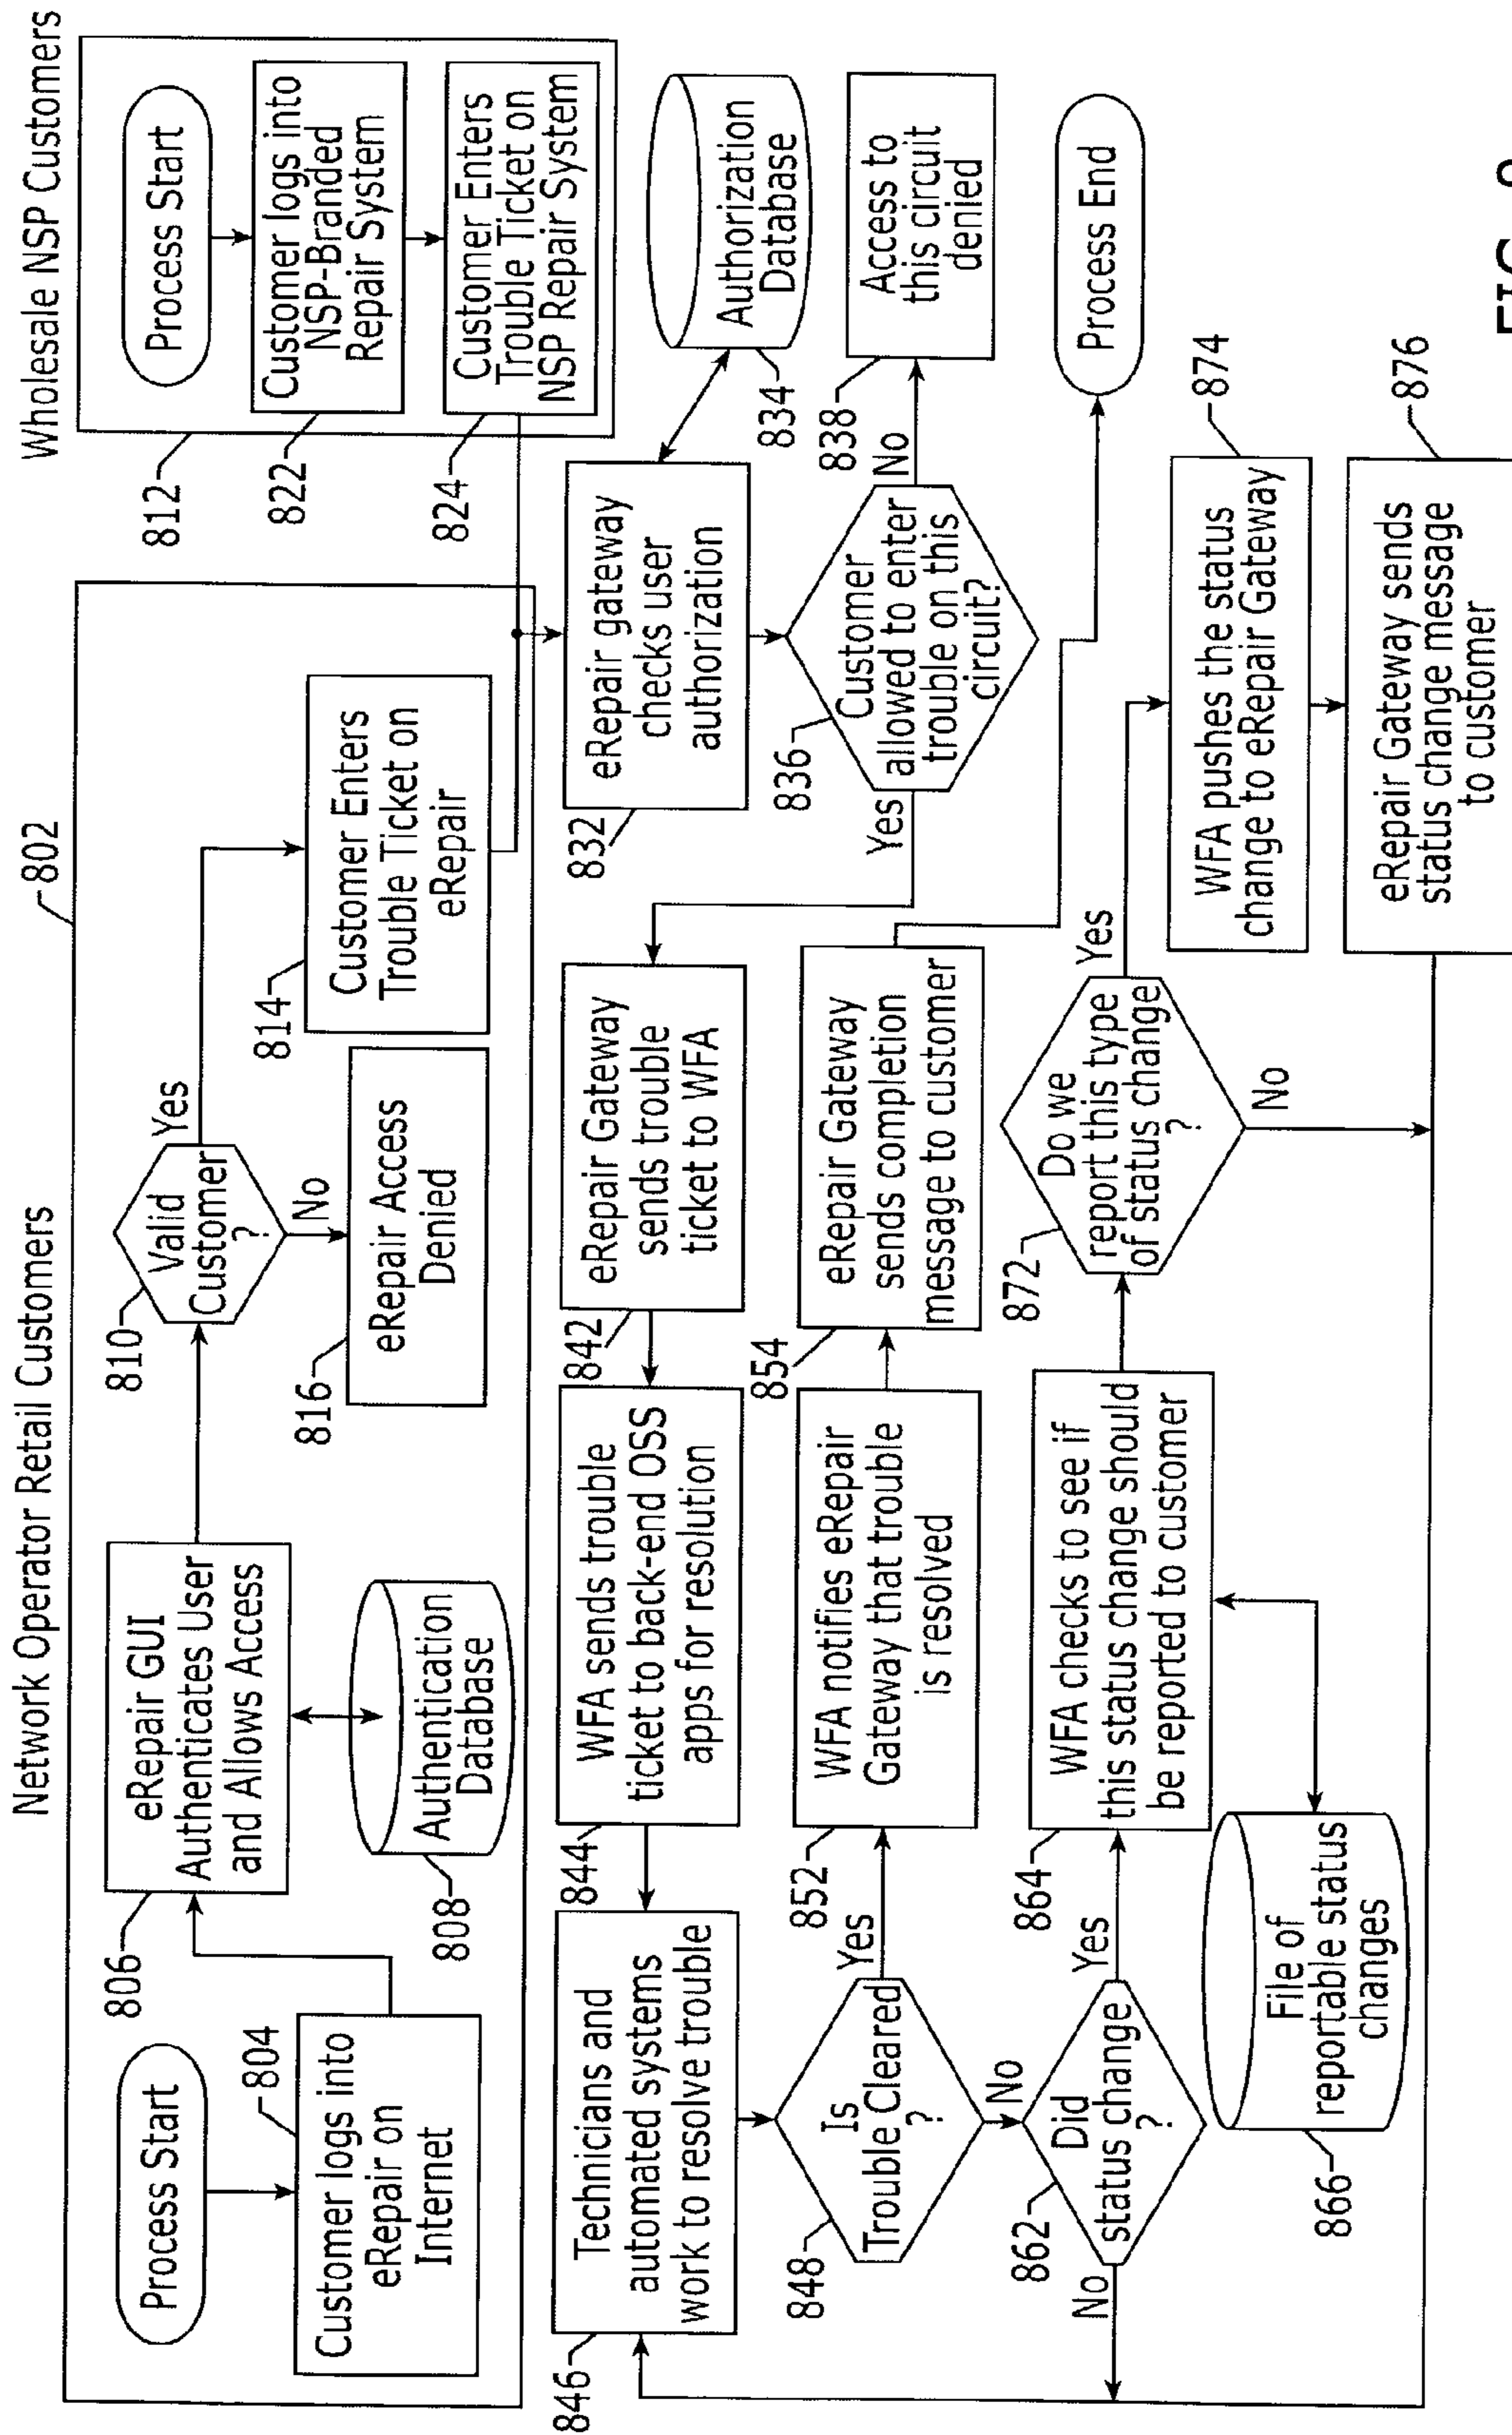 Network Operator Retail Customers
802
Process Start
804
Customer logs into
eRepair on
Internet
806
eRepair GUI
Authenticates User
and Allows Access
808
Authentication
Database
810
Valid
Customer
?
Yes
No
816
eRepair Access
Denied
814
Customer Enters
Trouble Ticket on
eRepair
Wholesale NSP Customers
812
Process Start
822
Customer logs into
NSP-Branded
Repair System
824
Customer Enters
Trouble Ticket on
NSP Repair System
832
eRepair gateway
checks user
authorization
834
Authorization
Database
836
Customer
allowed to enter
trouble on this
circuit?
No
838
Access to
this circuit
denied
Yes
842
eRepair Gateway
sends trouble
ticket to WFA
844
WFA sends trouble
ticket to back-end OSS
apps for resolution
846
Technicians and
automated systems
work to resolve trouble
848
Is
Trouble Cleared
?
Yes
852
WFA notifies eRepair
Gateway that trouble
is resolved
854
eRepair Gateway
sends completion
message to customer
Process End
No
862
Did
status change
?
No
Yes
864
WFA checks to see if
this status change should
be reported to customer
866
File of
reportable status
changes
872
Do we
report this type
of status change
?
Yes
No
874
WFA pushes the status
change to eRepair Gateway
876
eRepair Gateway sends
status change message
to customer